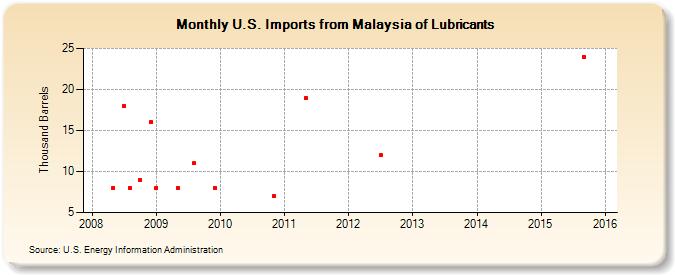 Monthly U.S. Imports from Malaysia of Lubricants
Thousand Barrels
25
20
15
10
5
2008 2009 2010 2011 2012 2013 2014 2015 2016
Source: U.S. Energy Information Administration